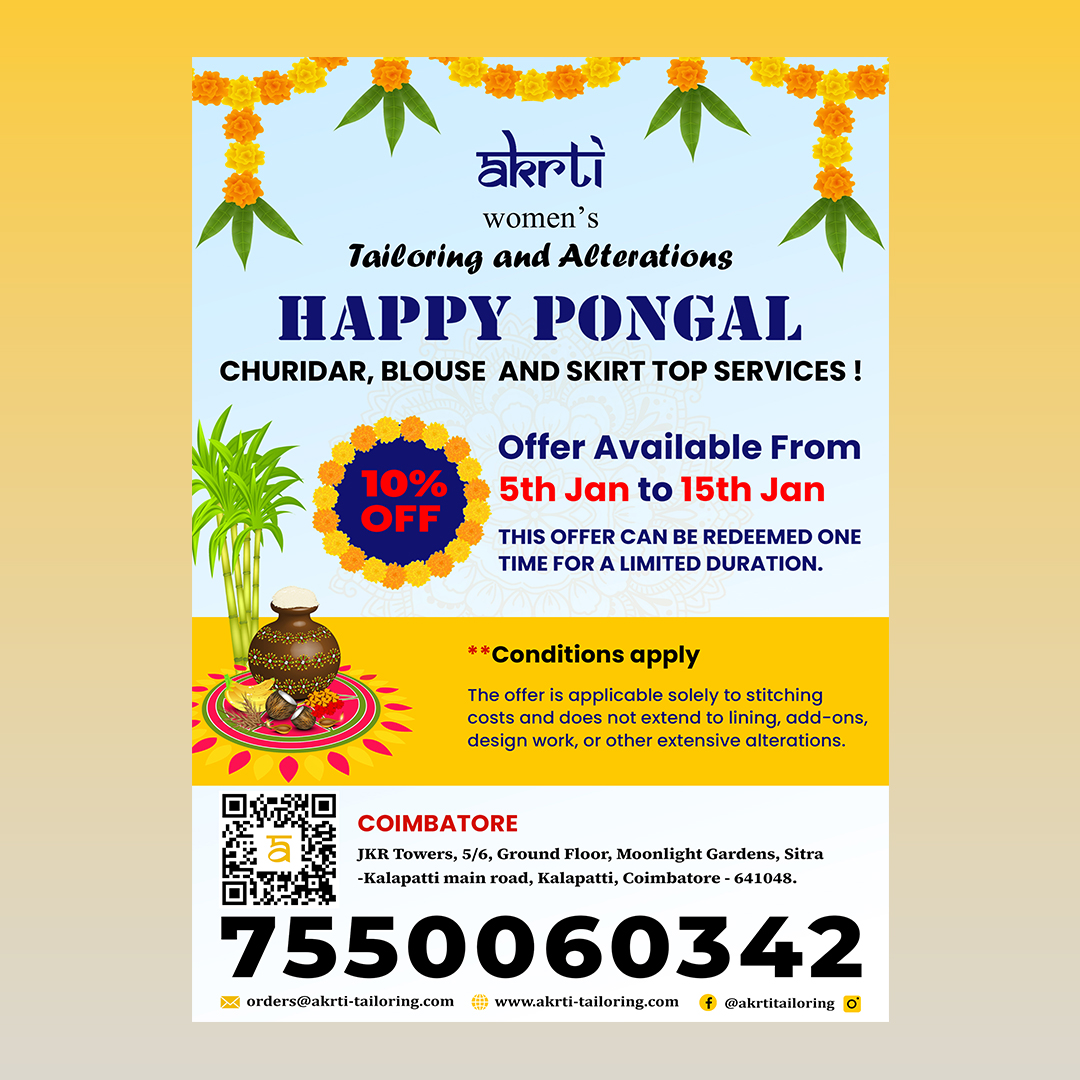 akrti
women's
Tailoring and Alterations
HAPPY PONGAL
CHURIDAR, BLOUSE AND SKIRT TOP SERVICES !
10%
OFF
Offer Available From
5th Jan to 15th Jan
THIS OFFER CAN BE REDEEMED ONE
TIME FOR A LIMITED DURATION.
**Conditions apply
The offer is applicable solely to stitching
costs and does not extend to lining, add-ons,
design work, or other extensive alterations.
a
COIMBATORE
JKR Towers, 5/6, Ground Floor, Moonlight Gardens, Sitra
-Kalapatti main road, Kalapatti, Coimbatore - 641048.
7550060342
orders@akrti-tailoring.com www.akrti-tailoring.com @akrtitailoring